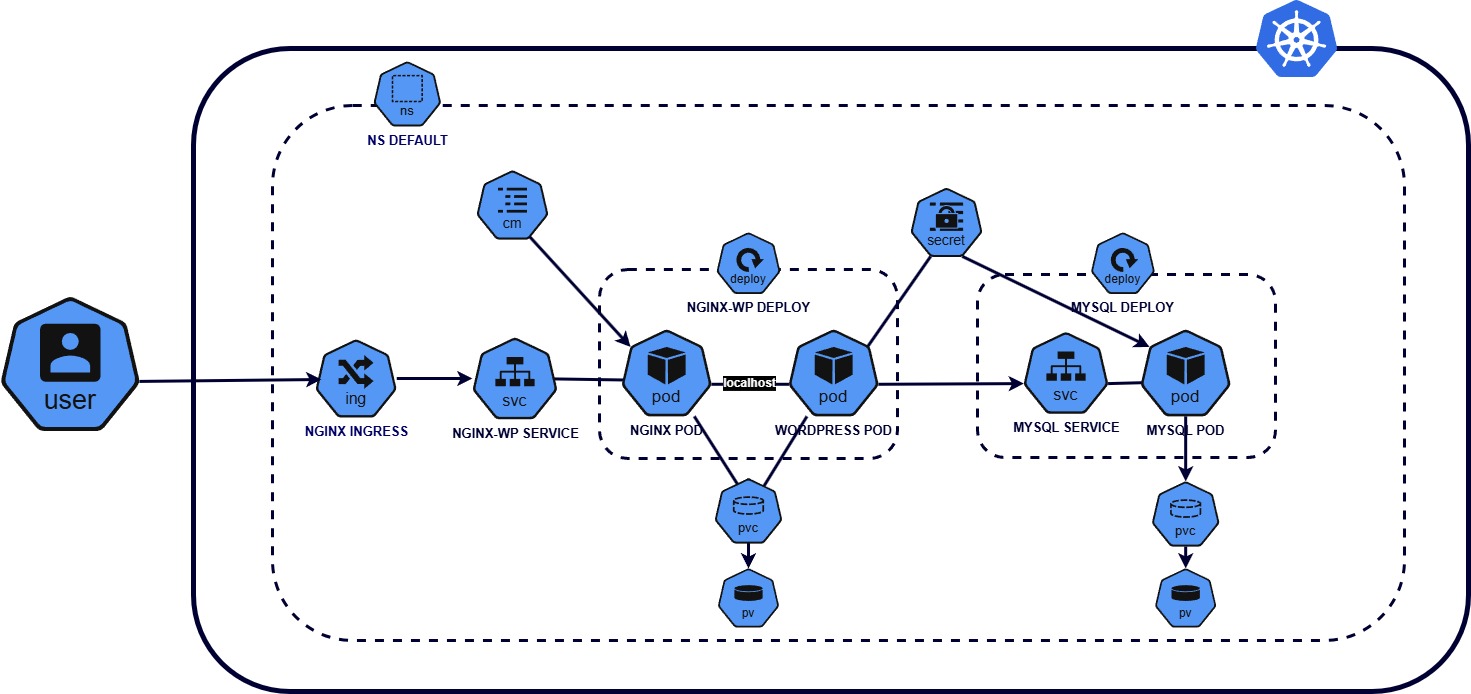 ns
NS DEFAULT
cm
secret
deploy
NGINX-WP DEPLOY
deploy
MYSQL DEPLOY
user
ing
NGINX INGRESS
svc
NGINX-WP SERVICE
pod
NGINX POD
localhost
pod
WORDPRESS POD
svc
MYSQL SERVICE
pod
MYSQL POD
pvc
pv
pvc
pv